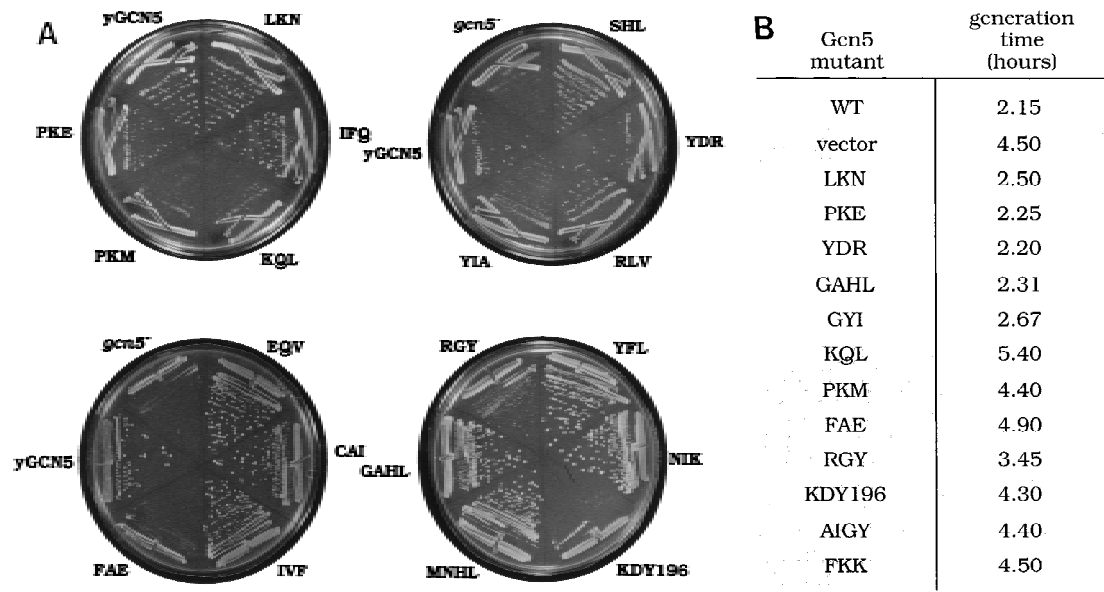 A
yGCN5 LKN
PKE IFQ
PKM KQL
gcn5- SHL
yGCN5 YDR
YIA RLV
gcn5- EQV
yGCN5 CAI
FAE IVF
RGY YFL
GAHL NIK
MNHL KDY196
B
Gcn5 mutant generation time (hours)
WT 2.15
vector 4.50
LKN 2.50
PKE 2.25
YDR 2.20
GAHL 2.31
GYI 2.67
KQL 5.40
PKM 4.40
FAE 4.90
RGY 3.45
KDY196 4.30
AIGY 4.40
FKK 4.50